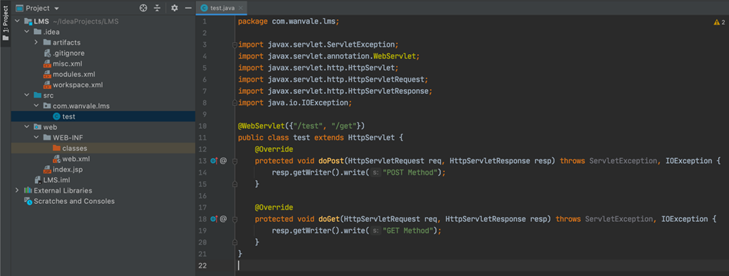 Project
Project
LMS ~/ideaProjects/LMS
.idea
artifacts
.gitignore
misc.xml
modules.xml
workspace.xml
src
com.wanvale.lms
test
web
WEB-INF
classes
web.xml
index.jsp
LMS.iml
External Libraries
Scratches and Consoles
test.java
2
1 package com.wanvale.lms;
2
3 import javax.servlet.ServletException;
4 import javax.servlet.annotation.WebServlet;
5 import javax.servlet.http.HttpServlet;
6 import javax.servlet.http.HttpServletRequest;
7 import javax.servlet.http.HttpServletResponse;
8 import java.io.IOException;
9
10 @WebServlet({"/test", "/get"})
11 public class test extends HttpServlet {
12 @Override
13 protected void doPost(HttpServletRequest req, HttpServletResponse resp) throws ServletException, IOException {
14 resp.getWriter().write( s: "POST Method");
15 }
16
17 @Override
18 protected void doGet(HttpServletRequest req, HttpServletResponse resp) throws ServletException, IOException {
19 resp.getWriter().write( s: "GET Method");
20 }
21 }
22